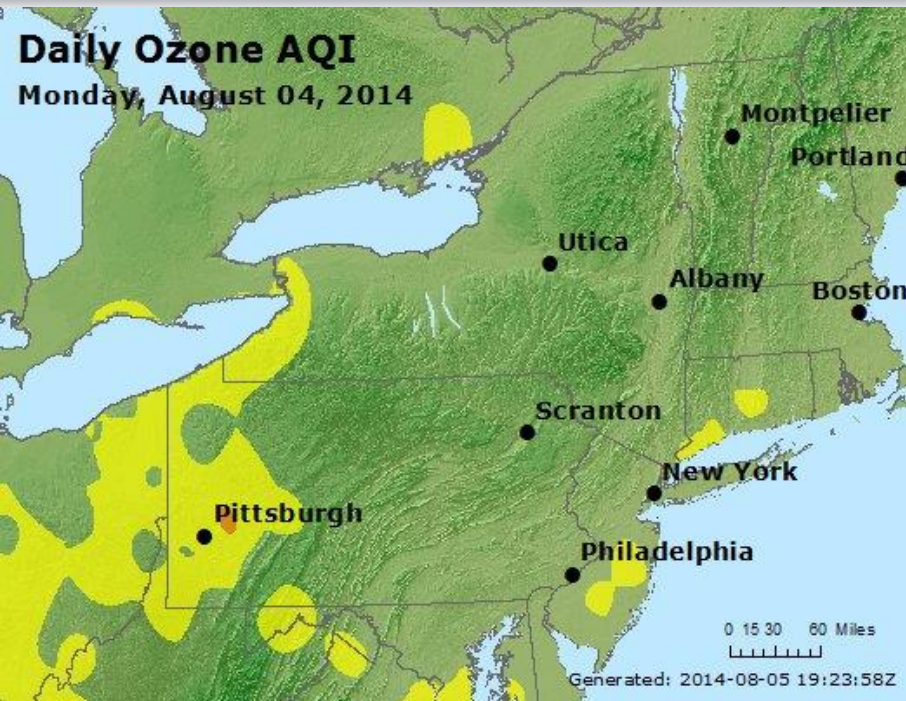 Daily Ozone AQI
Monday, August 04, 2014
Montpelier
Portland
Utica
Albany
Boston
Scranton
New York
Pittsburgh
Philadelphia
0 15 30 60 Miles
Generated: 2014-08-05 19:23:58Z